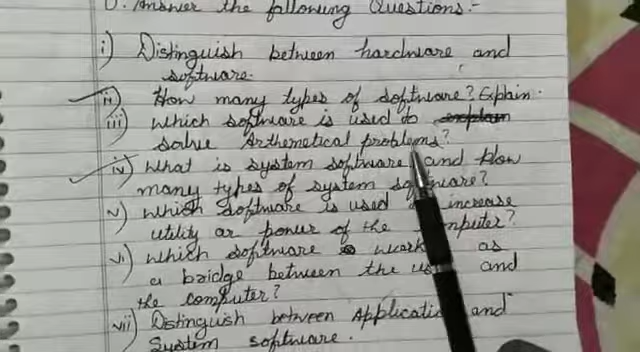 Answer the following Questions:-
i) Distinguish between hardware and
software.
ii) How many types of software? Explain.
iii) which software is used to
solve Arthemetical problems?
iv) What is system software and How
many types of system software?
v) which software is used increase
utility or power of the computer?
vi) which software work as
a bridge between the and
the computer?
vii) Distinguish between Application and
System software.